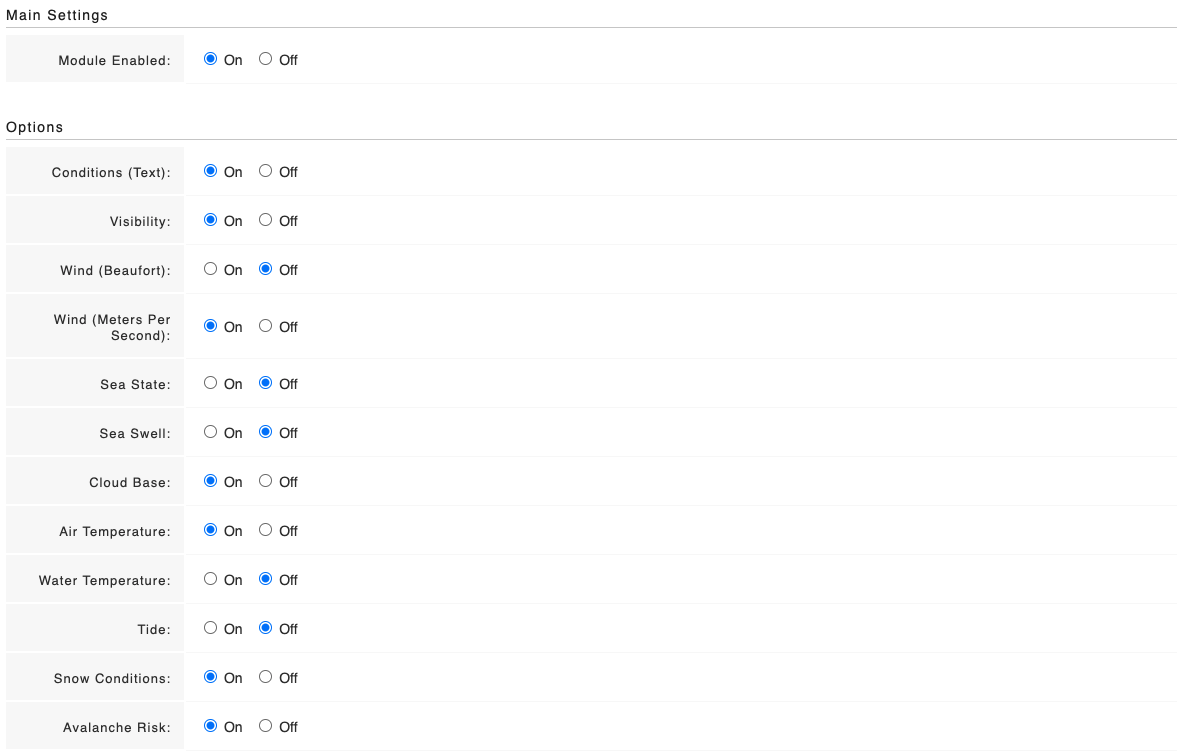 Main Settings
Module Enabled: On Off
Options
Conditions (Text): On Off
Visibility: On Off
Wind (Beaufort): On Off
Wind (Meters Per
Second): On Off
Sea State: On Off
Sea Swell: On Off
Cloud Base: On Off
Air Temperature: On Off
Water Temperature: On Off
Tide: On Off
Snow Conditions: On Off
Avalanche Risk: On Off